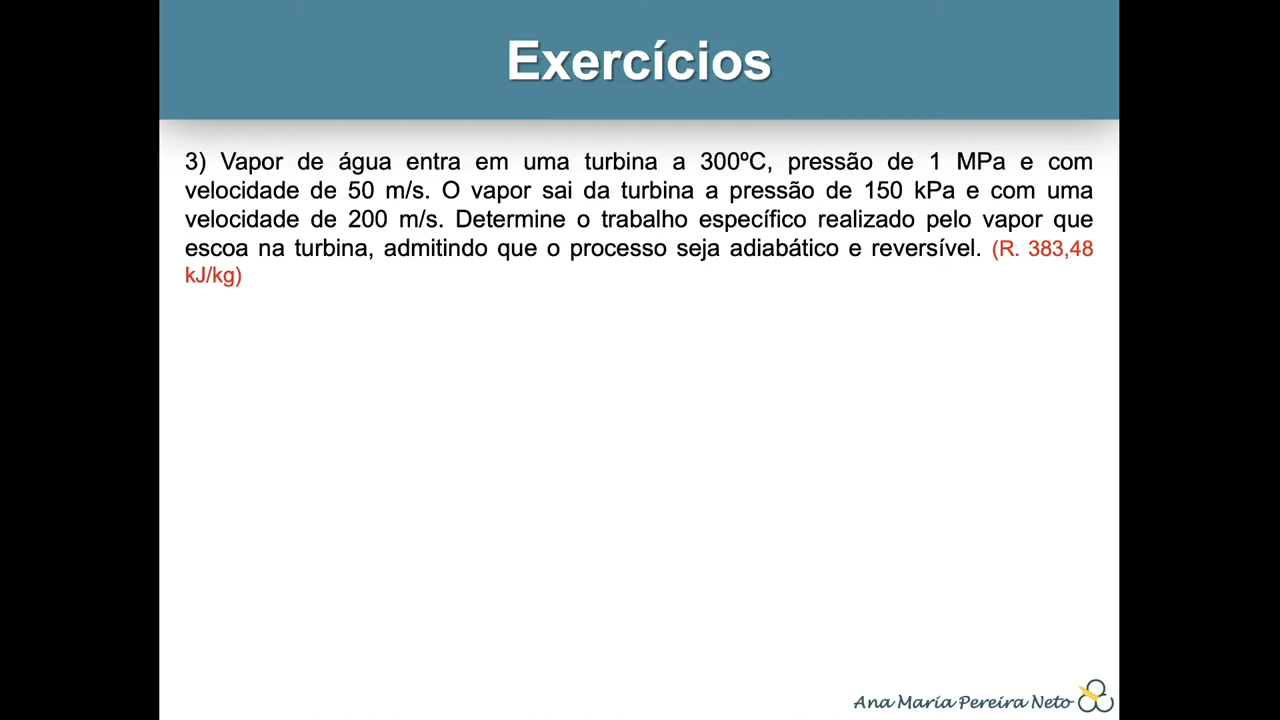 Exercícios
3) Vapor de água entra em uma turbina a 300ºC, pressão de 1 MPa e com
velocidade de 50 m/s. O vapor sai da turbina a pressão de 150 kPa e com uma
velocidade de 200 m/s. Determine o trabalho específico realizado pelo vapor que
escoa na turbina, admitindo que o processo seja adiabático e reversível. (R. 383,48
kJ/kg)
Ana Maria Pereira Neto